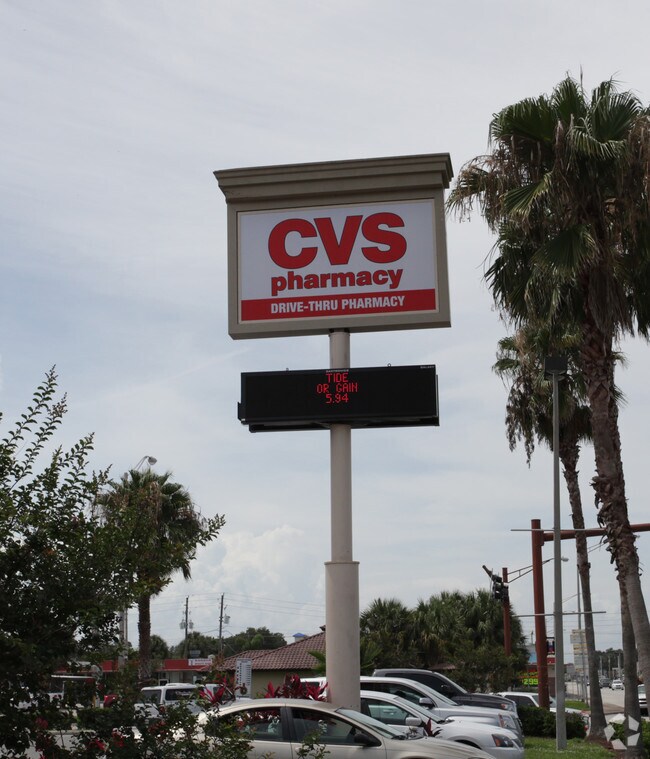 CVS
pharmacy
DRIVE-THRU PHARMACY
TIDE
OR GAIN
5.94